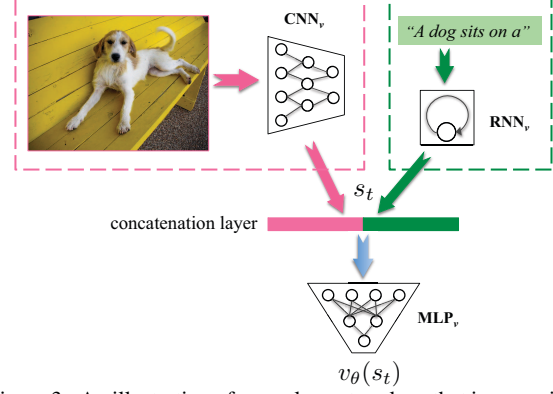 CNNv
"A dog sits on a"
RNNv
st
concatenation layer
MLPv
vθ(st)